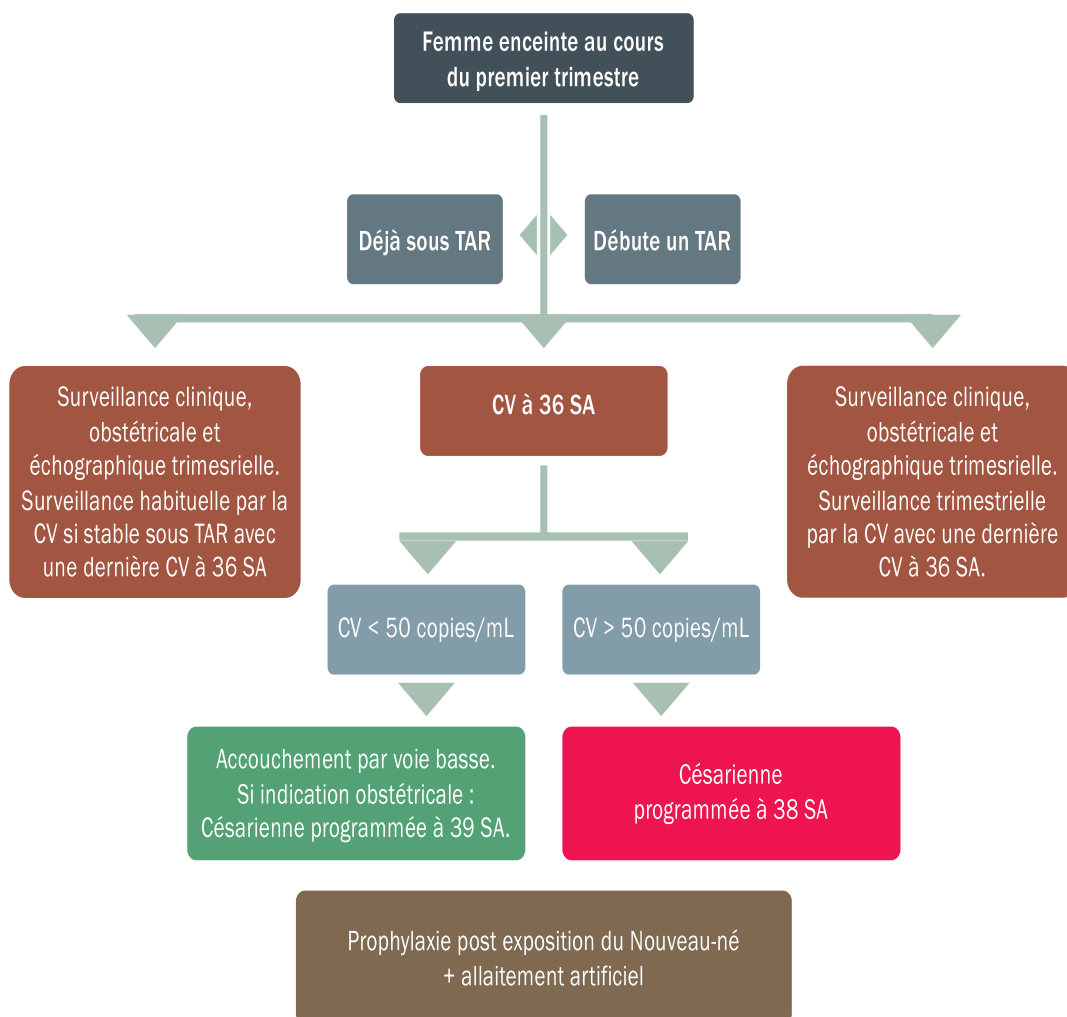 Femme enceinte au cours
du premier trimestre
Déjà sous TAR
Débute un TAR
Surveillance clinique,
obstétricale et
échographique trimesrielle.
Surveillance habituelle par la
CV si stable sous TAR avec
une dernière CV à 36 SA
CV à 36 SA
Surveillance clinique,
obstétricale et
échographique trimesrielle.
Surveillance trimestrielle
par la CV avec une dernière
CV à 36 SA.
CV < 50 copies/mL
CV > 50 copies/mL
Accouchement par voie basse.
Si indication obstétricale :
Césarienne programmée à 39 SA.
Césarienne
programmée à 38 SA
Prophylaxie post exposition du Nouveau-né
+ allaitement artificiel